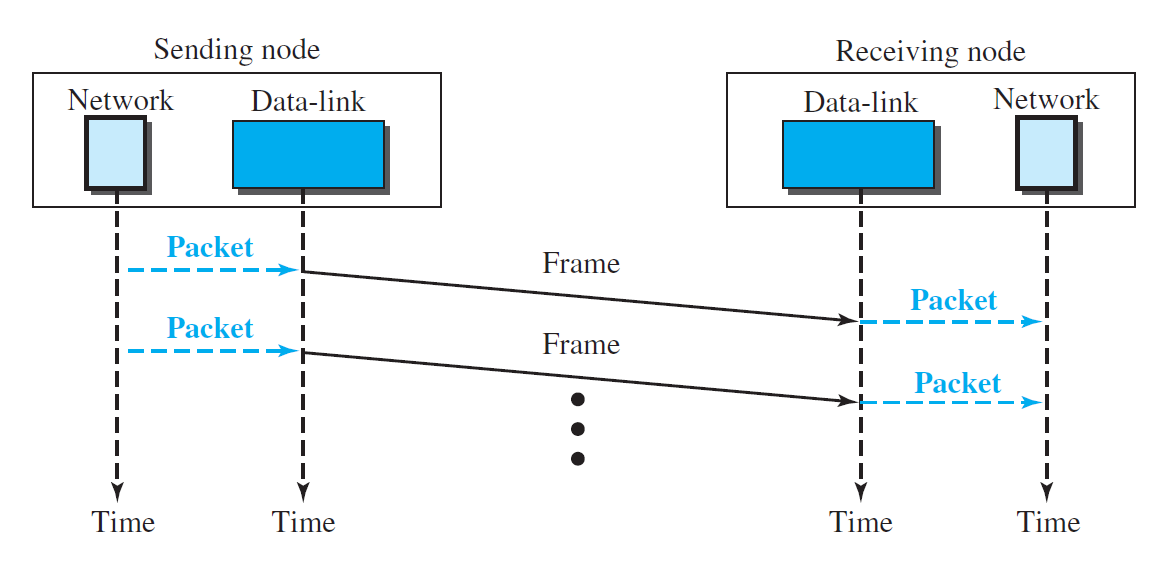 Sending node
Receiving node
Network
Data-link
Data-link
Network
Packet
Frame
Packet
Packet
Frame
Packet
Time
Time
Time
Time